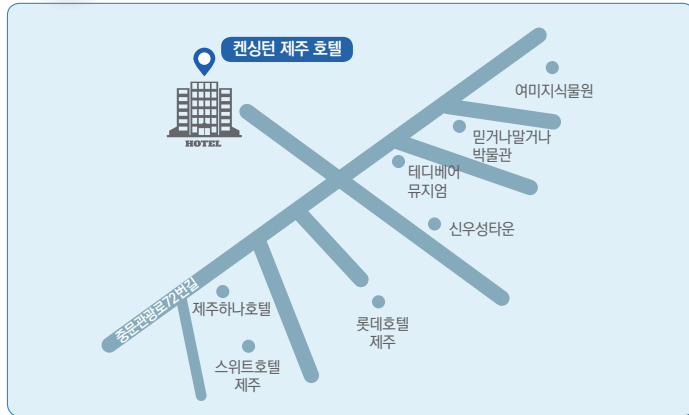 켄싱턴 제주 호텔
HOTEL
여미지식물원
믿거나말거나
박물관
테디베어
뮤지엄
신우성타운
중문관광로72번길
제주하나호텔
롯데호텔
제주
스위트호텔
제주